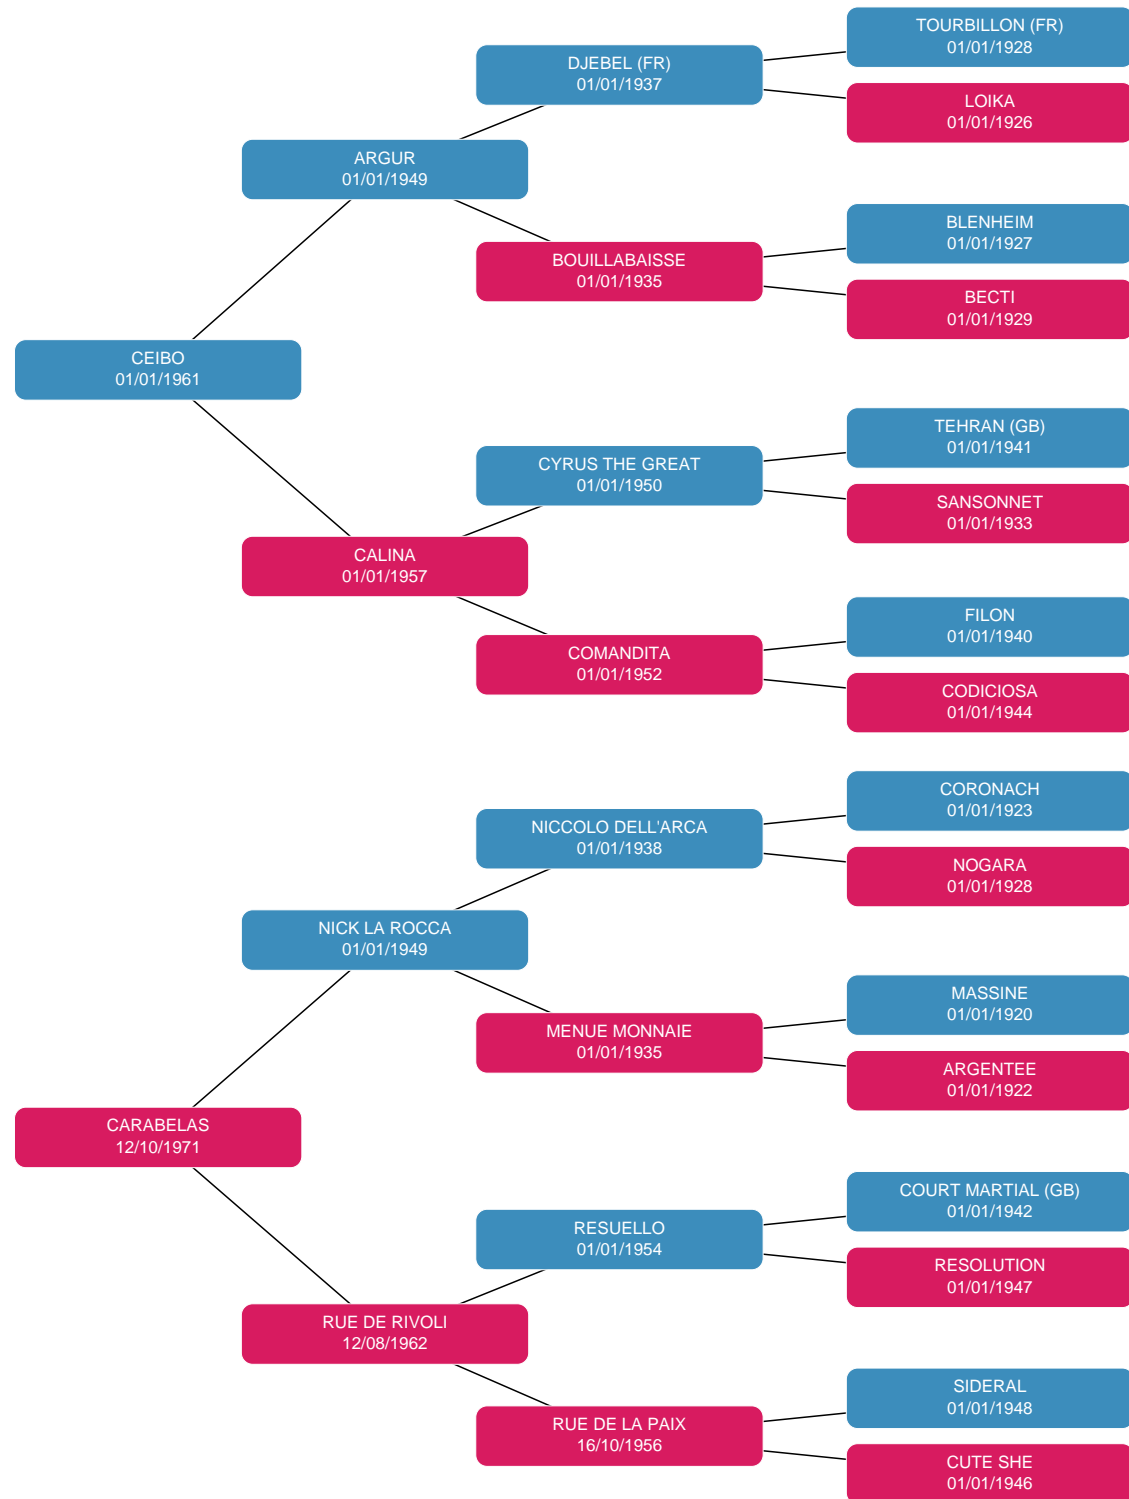 TOURBILLON (FR)
01/01/1928
DJEBEL (FR)
01/01/1937
LOIKA
01/01/1926
ARGUR
01/01/1949
BLENHEIM
01/01/1927
BOUILLABAISSE
01/01/1935
BECTI
01/01/1929
CEIBO
01/01/1961
TEHRAN (GB)
01/01/1941
CYRUS THE GREAT
01/01/1950
SANSONNET
01/01/1933
CALINA
01/01/1957
FILON
01/01/1940
COMANDITA
01/01/1952
CODICIOSA
01/01/1944
CORONACH
01/01/1923
NICCOLO DELL'ARCA
01/01/1938
NOGARA
01/01/1928
NICK LA ROCCA
01/01/1949
MASSINE
01/01/1920
MENUE MONNAIE
01/01/1935
ARGENTEE
01/01/1922
CARABELAS
12/10/1971
COURT MARTIAL (GB)
01/01/1942
RESUELLO
01/01/1954
RESOLUTION
01/01/1947
RUE DE RIVOLI
12/08/1962
SIDERAL
01/01/1948
RUE DE LA PAIX
16/10/1956
CUTE SHE
01/01/1946